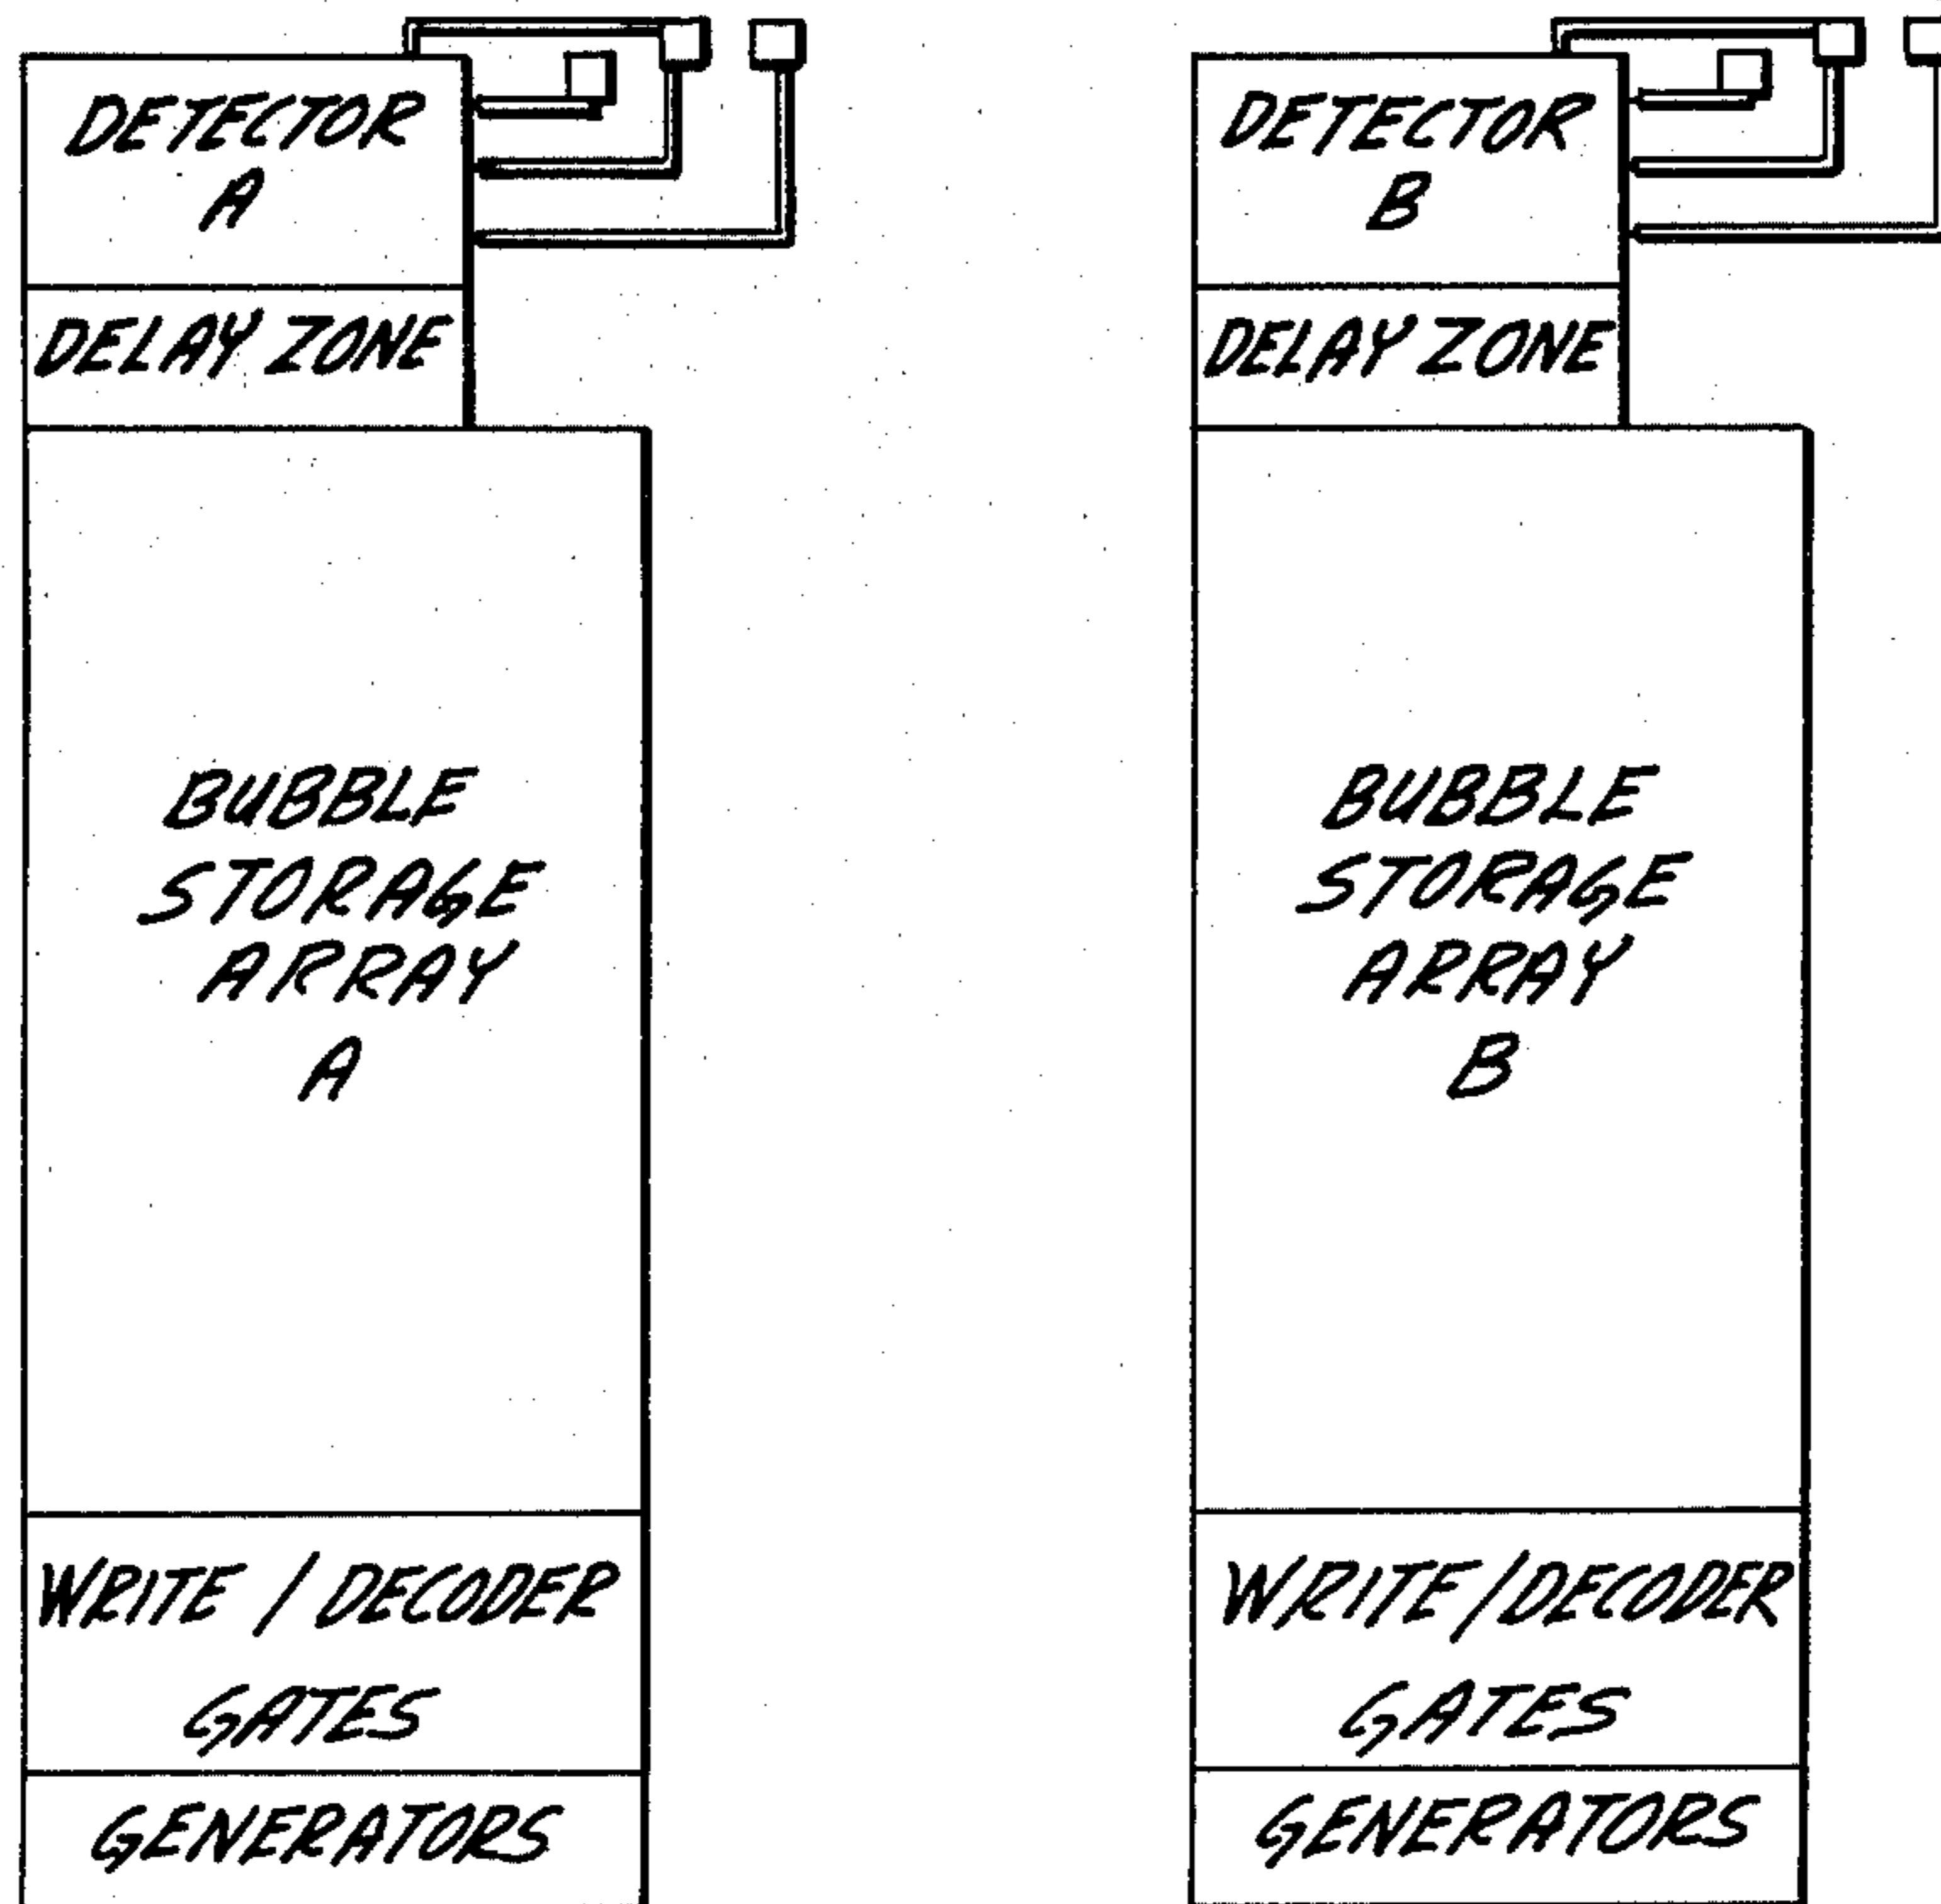 DETECTOR
A
DELAY ZONE
BUBBLE
STORAGE
ARRAY
A
WRITE / DECODER
GATES
GENERATORS
DETECTOR
B
DELAY ZONE
BUBBLE
STORAGE
ARRAY
B
WRITE/DECODER
GATES
GENERATORS